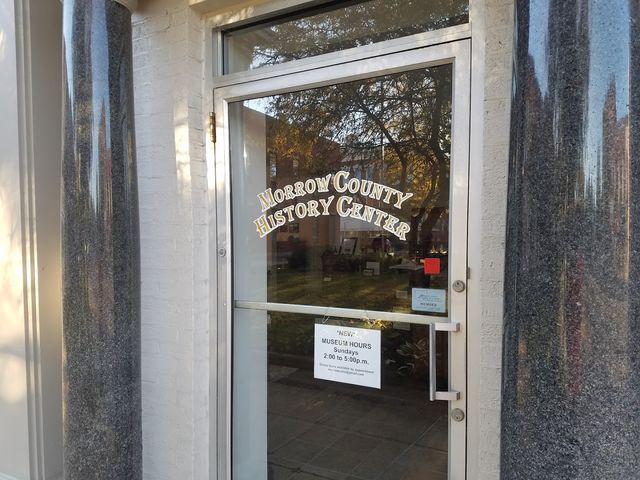 MORROW COUNTY
HISTORY CENTER
*NEW*
MUSEUM HOURS
Sundays
2:00 to 5:00p.m.